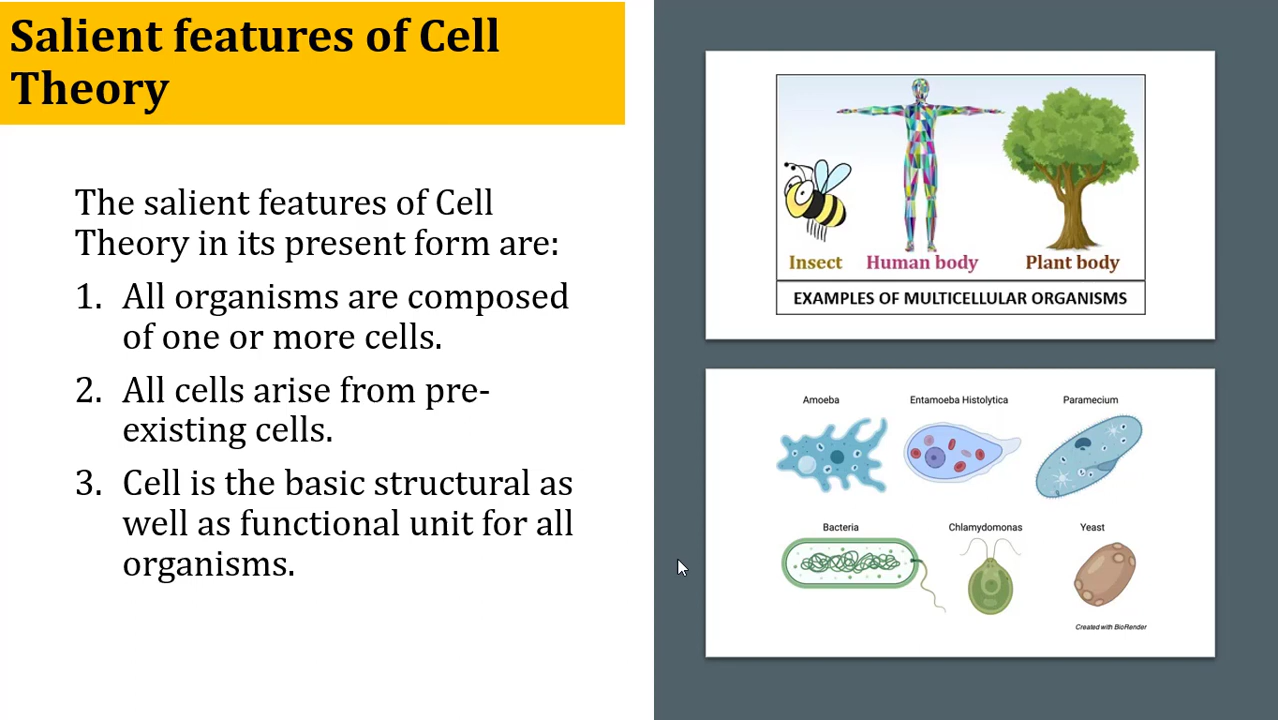 Salient features of Cell
Theory
The salient features of Cell
Theory in its present form are:
1. All organisms are composed
of one or more cells.
2. All cells arise from pre-
existing cells.
3. Cell is the basic structural as
well as functional unit for all
organisms.
Insect Human body Plant body
EXAMPLES OF MULTICELLULAR ORGANISMS
Amoeba Entamoeba Histolytica Paramecium
Bacteria Chlamydomonas Yeast
Created with BioRender